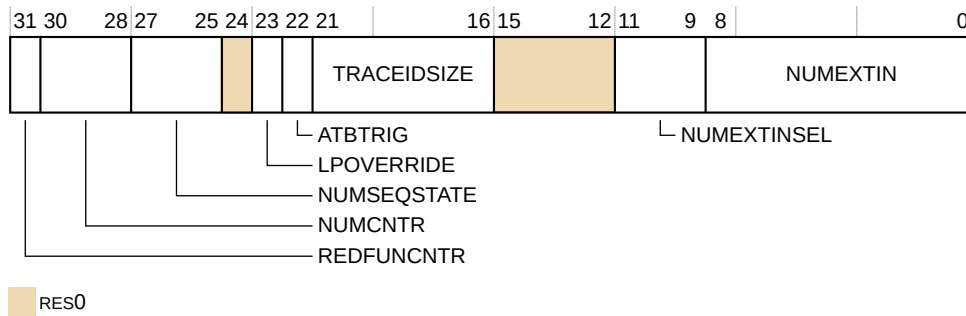 31 30 28 27 25 24 23 22 21 16 15 12 11 9 8 0
TRACEIDSIZE NUMEXTIN
ATBTRIG NUMEXTINSEL
LPOVERRIDE
NUMSEQSTATE
NUMCNTR
REDFUNCNTR
RES0